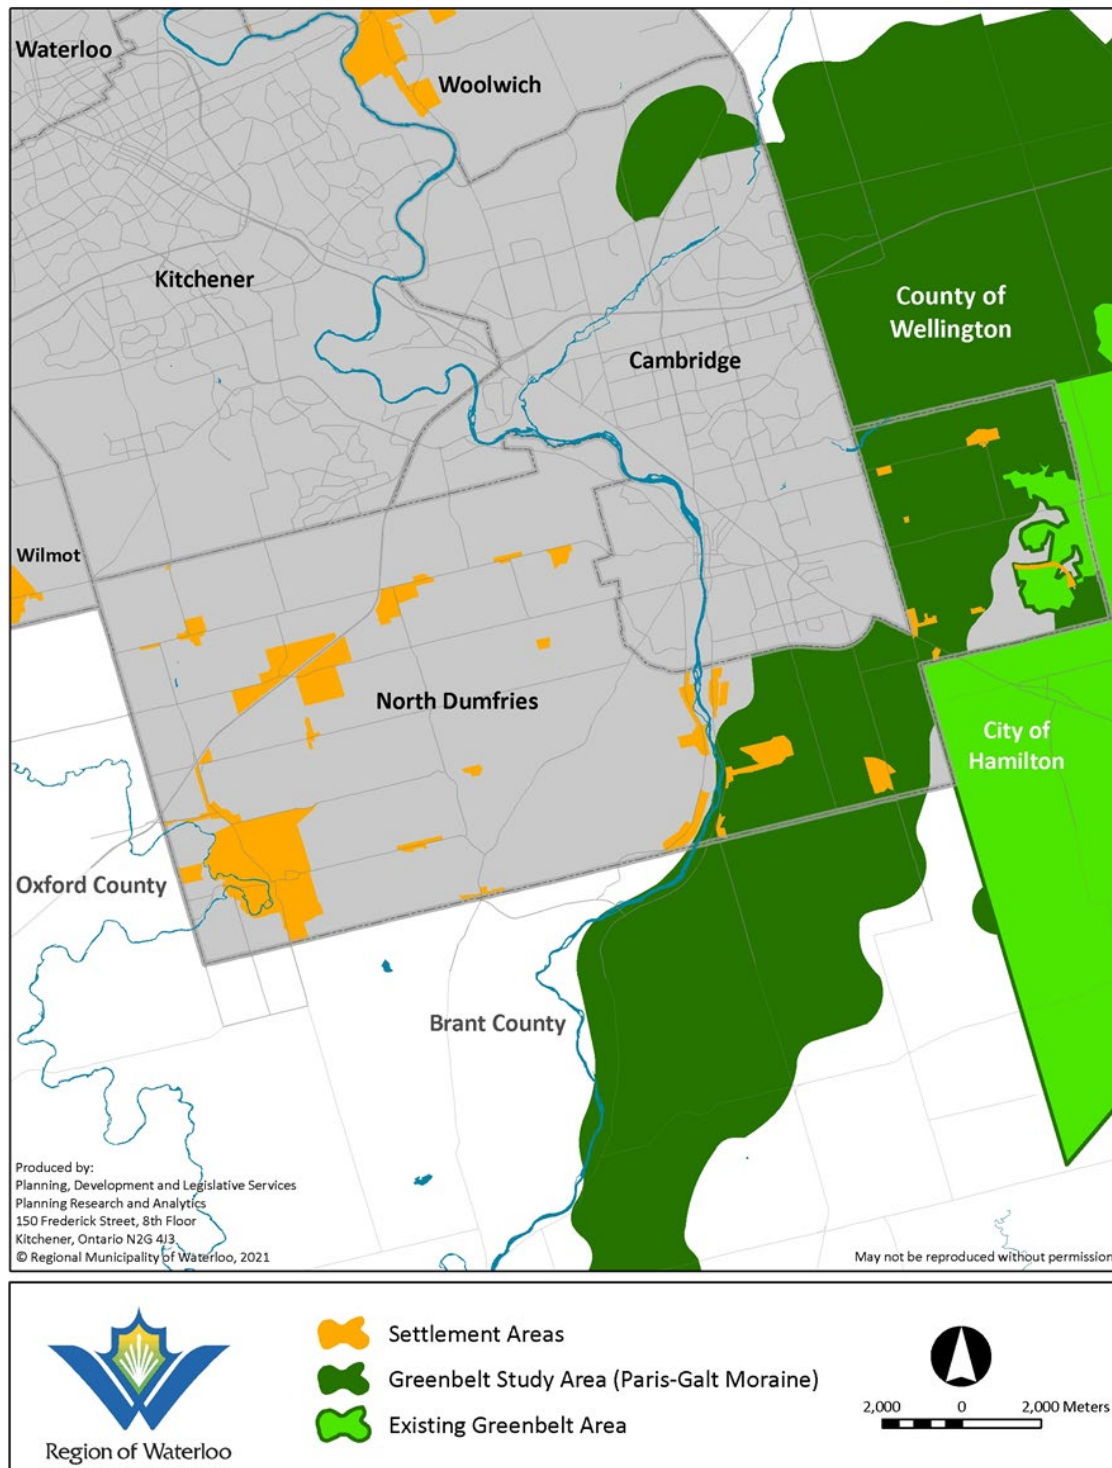 Waterloo
Woolwich
Kitchener
County of
Wellington
Cambridge
Wilmot
North Dumfries
City of
Hamilton
Oxford County
Brant County
Produced by:
Planning, Development and Legislative Services
Planning Research and Analytics
150 Frederick Street, 8th Floor
Kitchener, Ontario N2G 4J3
© Regional Municipality of Waterloo, 2021
May not be reproduced without permission
Region of Waterloo
Settlement Areas
Greenbelt Study Area (Paris-Galt Moraine)
Existing Greenbelt Area
2,000 0 2,000 Meters